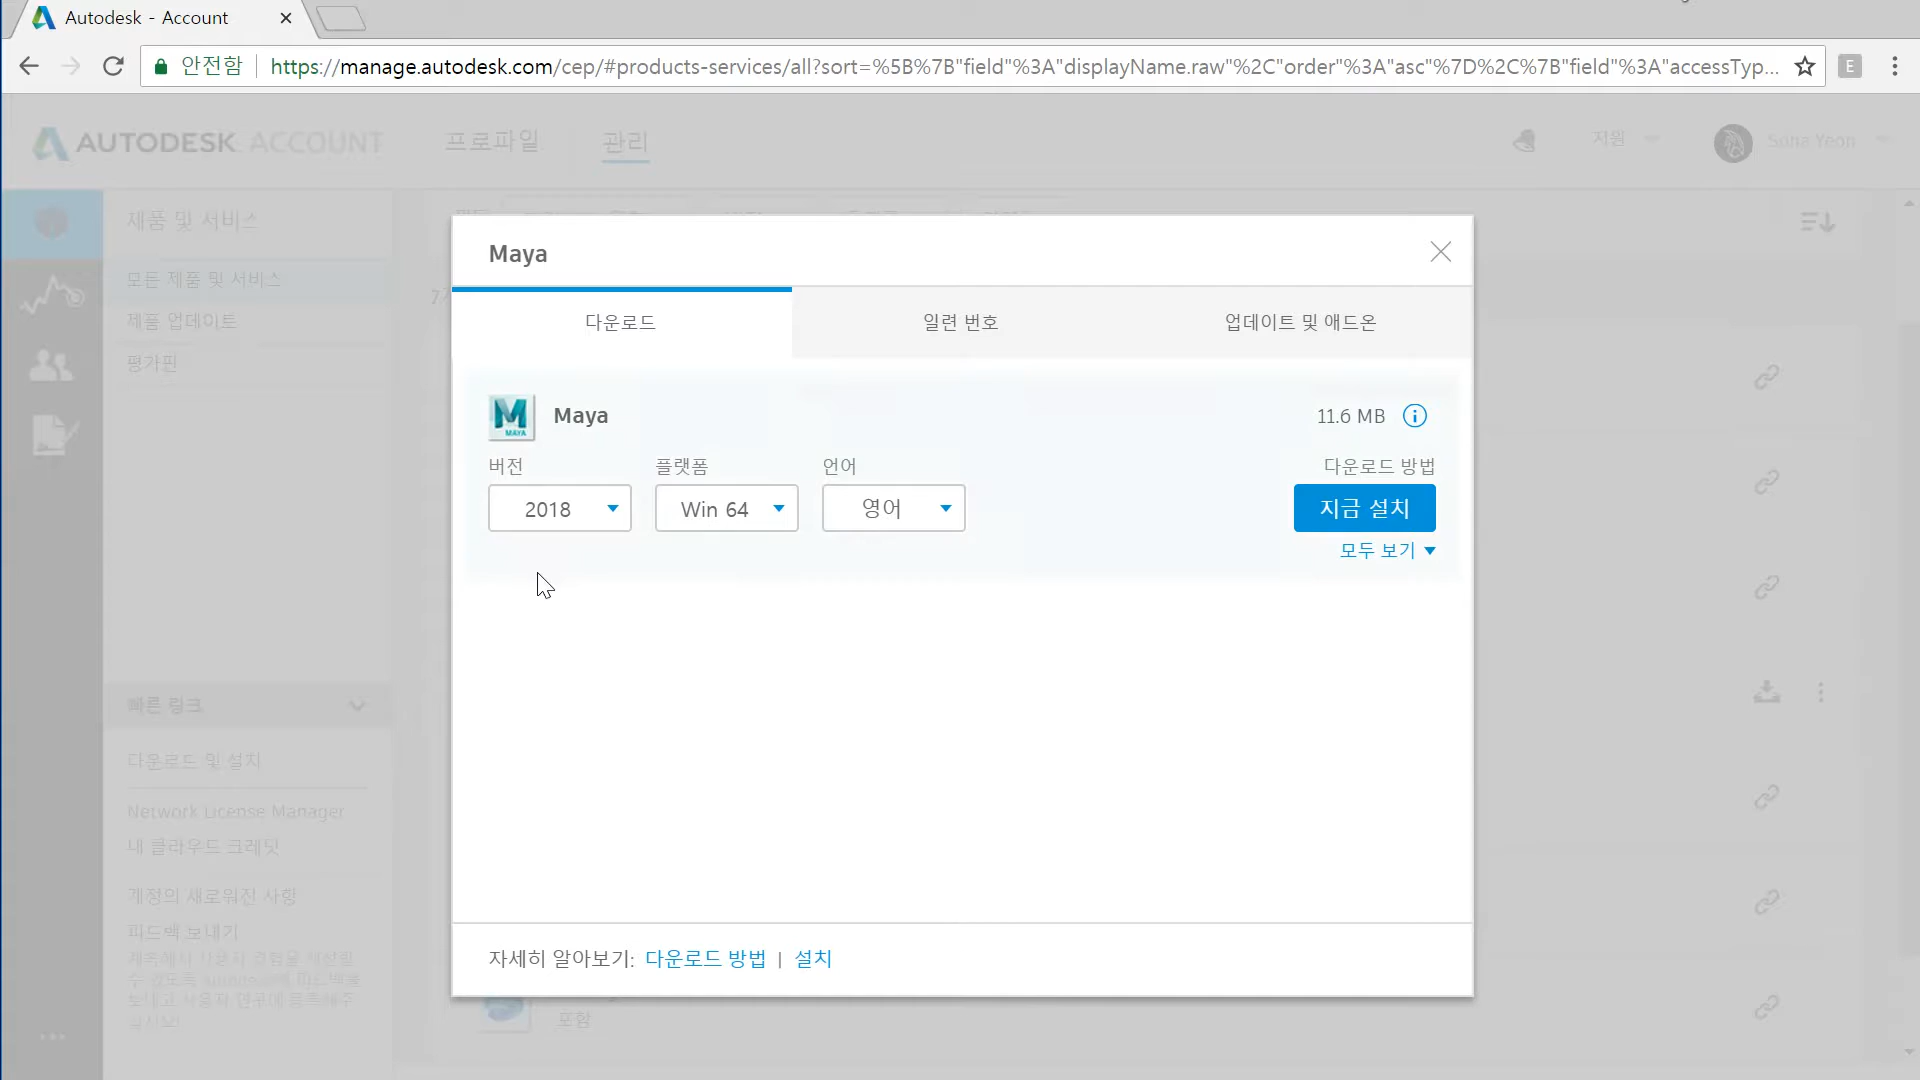 Autodesk - Account
안전함
https://manage.autodesk.com/cep/#products-services/all?sort=%5B%7B"field"%3A"displayName.raw"%2C"order"%3A"asc"%7D%2C%7B"field"%3A"accessTyp...
E
AUTODESK ACCOUNT
프로파일
관리
지원
Sona Yeon
제품 및 서비스
모든 제품 및 서비스
제품 업데이트
평가판
빠른 링크
다운로드 및 설치
Network License Manager
내 클라우드 크레딧
계정의 새로워진 사항
피드백 보내기
Maya
다운로드
일련 번호
업데이트 및 애드온
MAYA
Maya
11.6 MB
버전
플랫폼
언어
다운로드 방법
2018
Win 64
영어
지금 설치
모두 보기
자세히 알아보기: 다운로드 방법 | 설치
포함